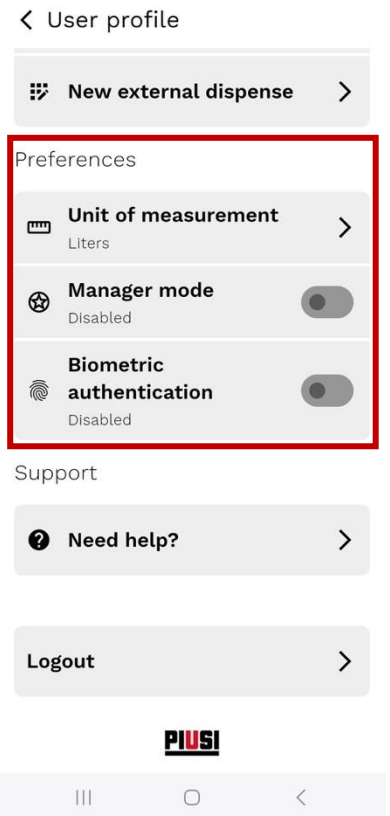 User profile
New external dispense
Preferences
Unit of measurement
Liters
Manager mode
Disabled
Biometric
authentication
Disabled
Support
Need help?
Logout
PIUSI